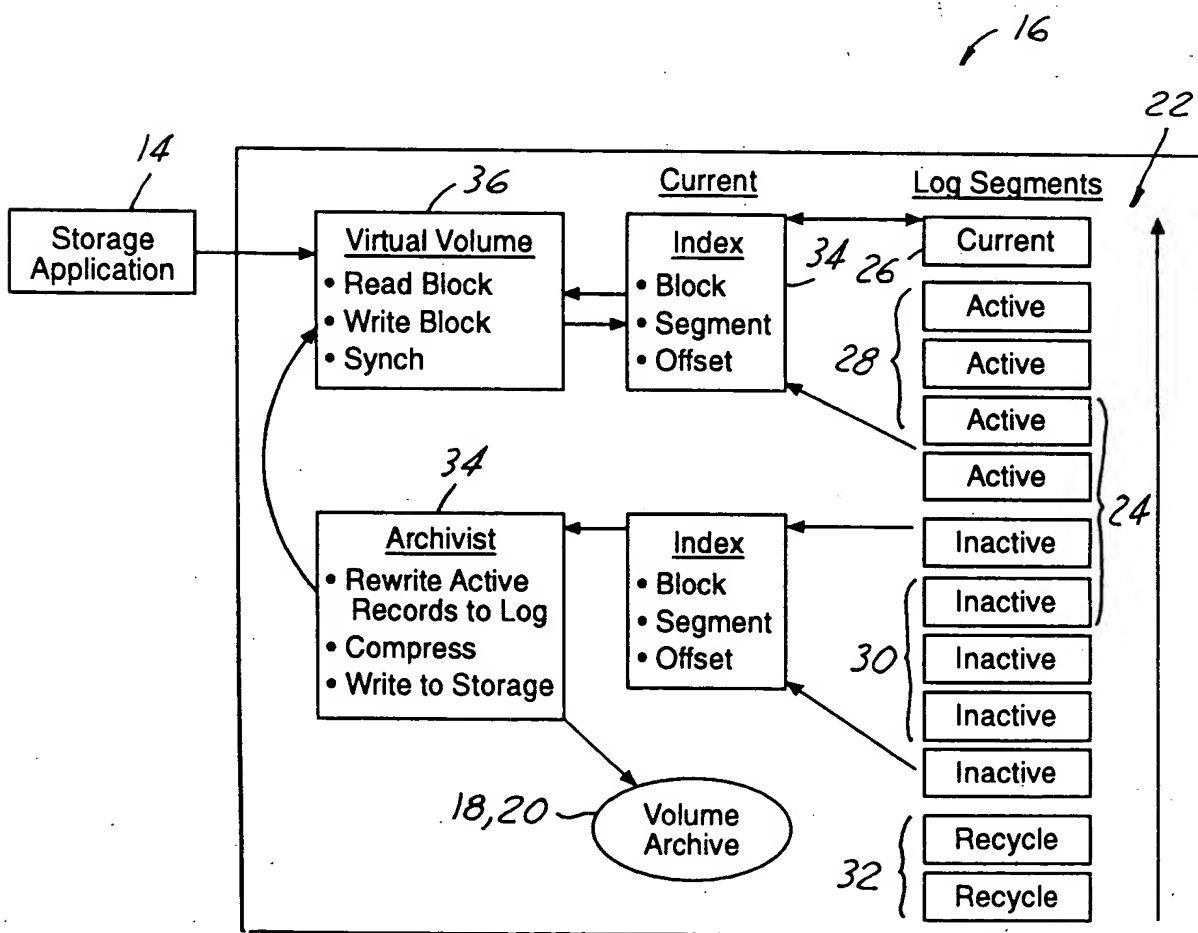 16
22
14
Storage
Application
36
Virtual Volume
• Read Block
• Write Block
• Synch
Current
Index
• Block
• Segment
• Offset
34
Log Segments
Current
26
Active
Active
Active
Active
28
24
34
Archivist
• Rewrite Active
Records to Log
• Compress
• Write to Storage
Index
• Block
• Segment
• Offset
Inactive
Inactive
Inactive
Inactive
Inactive
30
18,20
Volume
Archive
32
Recycle
Recycle